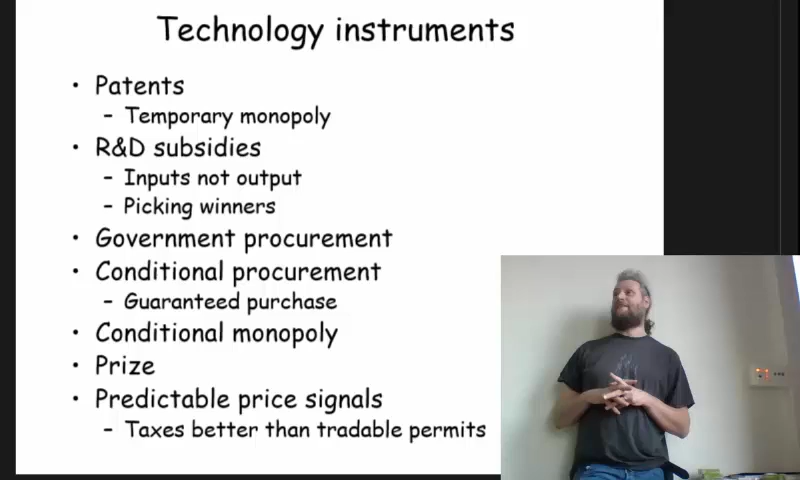 Technology instruments
• Patents
– Temporary monopoly
• R&D subsidies
– Inputs not output
– Picking winners
• Government procurement
• Conditional procurement
– Guaranteed purchase
• Conditional monopoly
• Prize
• Predictable price signals
– Taxes better than tradable permits